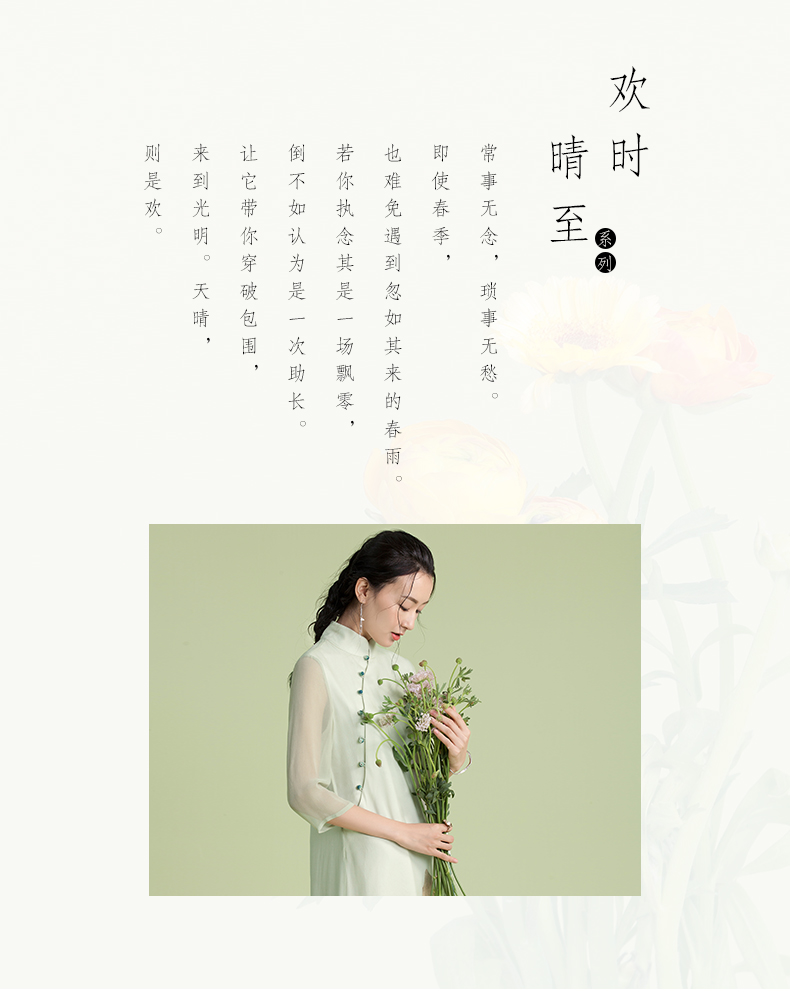 欢时
晴至
系列
常事无念，琐事无愁。
即使春季，
也难免遇到忽如其来的春雨。
若你执念其是一场飘零，
倒不如认为是一次助长。
让它带你穿破包围，
来到光明。天晴，
则是欢。